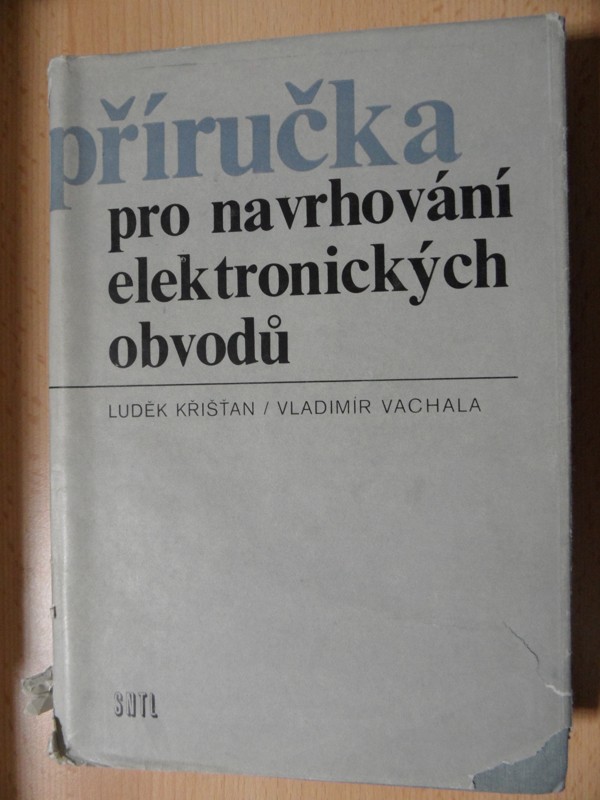 příručka
pro navrhování
elektronických
obvodů
LUDĚK KŘIŠŤAN / VLADIMÍR VACHALA
SNTL